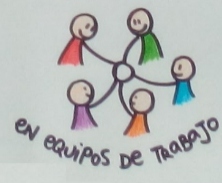 EN EQUIPOS DE TRABAJO